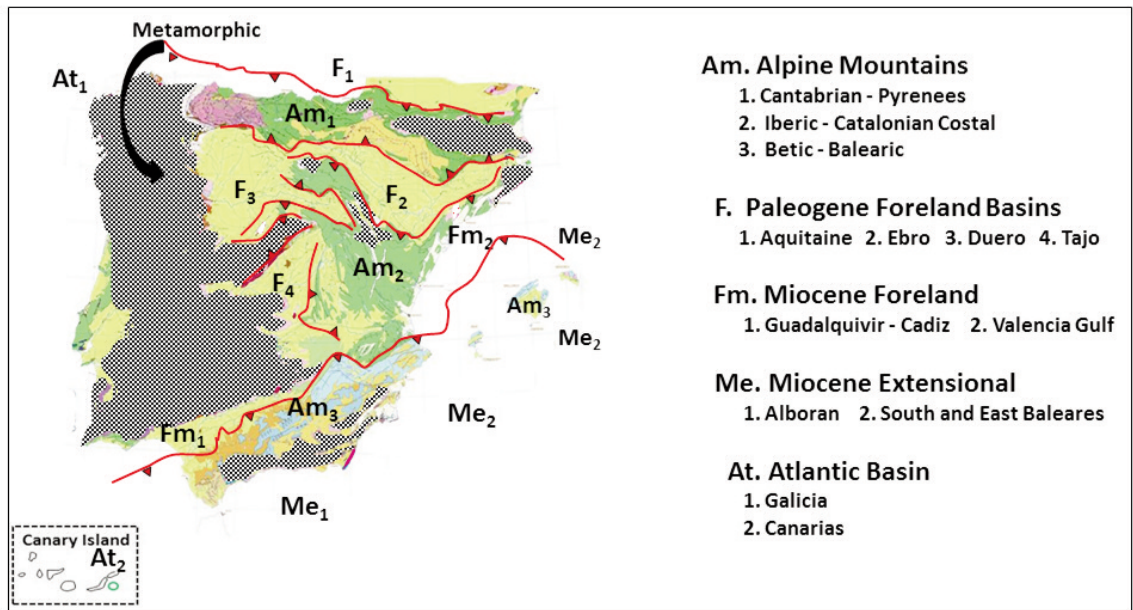 Metamorphic
At₁
F₁
Am₁
F₃
F₂
Fm₂
Me₂
Am₂
F₄
Am₃
Me₂
Am₃
Me₂
Fm₁
Me₁
Canary Island
At₂
Am. Alpine Mountains
1. Cantabrian - Pyrenees
2. Iberic - Catalonian Costal
3. Betic - Balearic
F. Paleogene Foreland Basins
1. Aquitaine 2. Ebro 3. Duero 4. Tajo
Fm. Miocene Foreland
1. Guadalquivir - Cadiz 2. Valencia Gulf
Me. Miocene Extensional
1. Alboran 2. South and East Baleares
At. Atlantic Basin
1. Galicia
2. Canarias